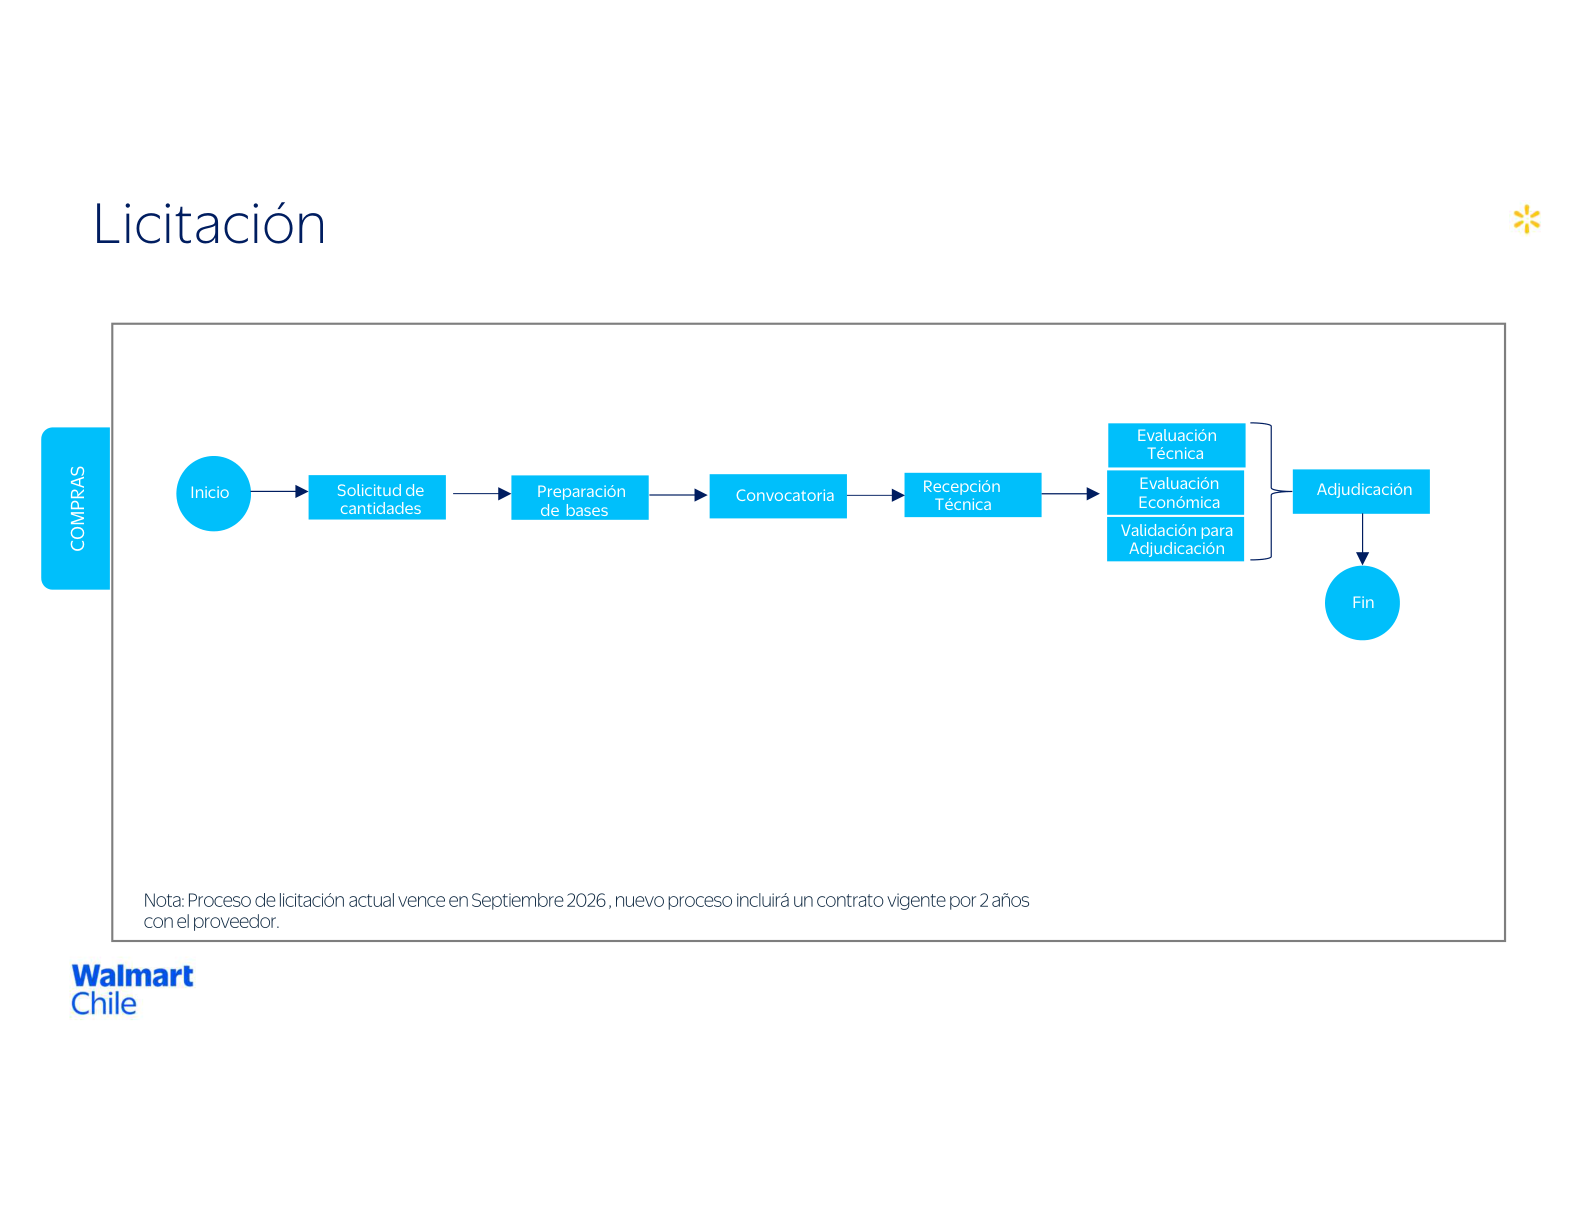 Licitación
COMPRAS
Inicio
Solicitud de
cantidades
Preparación
de bases
Convocatoria
Recepción
Técnica
Evaluación
Técnica
Evaluación
Económica
Validación para
Adjudicación
Adjudicación
Fin
Nota: Proceso de licitación actual vence en Septiembre 2026 , nuevo proceso incluirá un contrato vigente por 2 años
con el proveedor.
Walmart
Chile